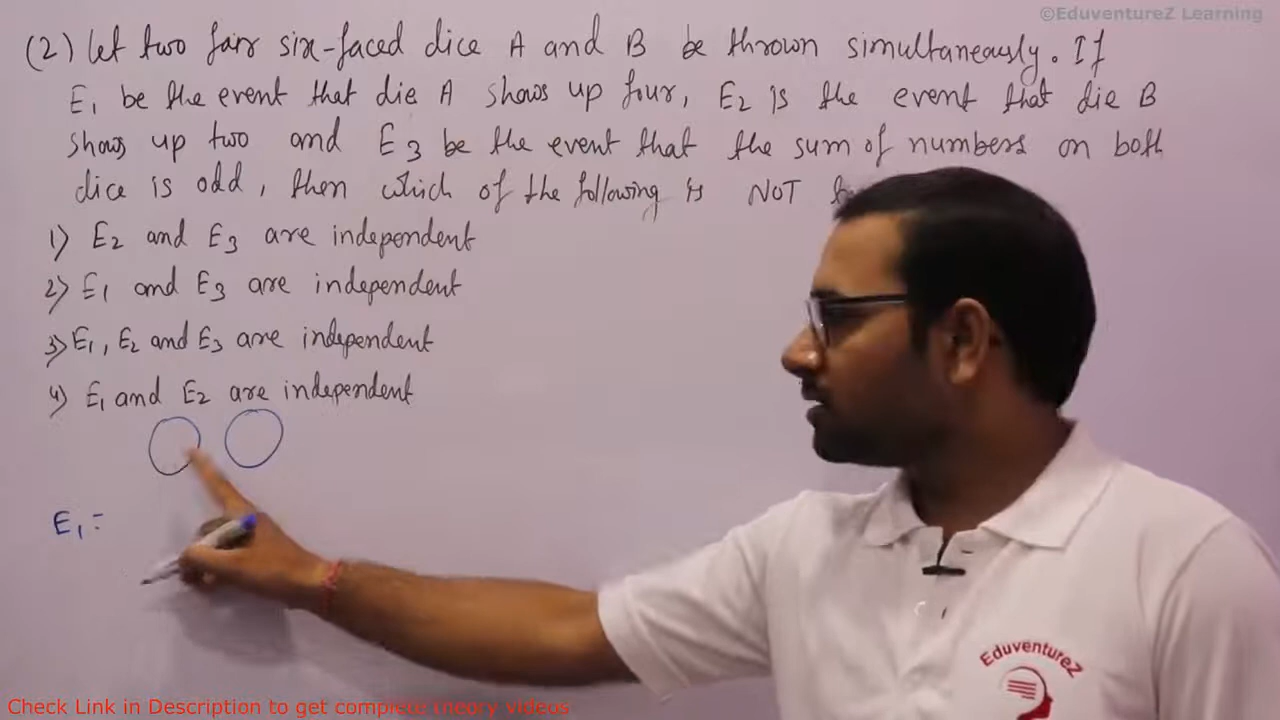 ©EduventureZ Learning
(2) Let two fair six-faced dice A and B be thrown simultaneously. If
E1 be the event that die A shows up four, E2 is the event that die B
shows up two and E3 be the event that the sum of numbers on both
dice is odd, then which of the following is NOT
1) E2 and E3 are independent
2) E1 and E3 are independent
3) E1, E2 and E3 are independent
4) E1 and E2 are independent
E1 =
EduventureZ
Check Link in Description to get complete Theory videos